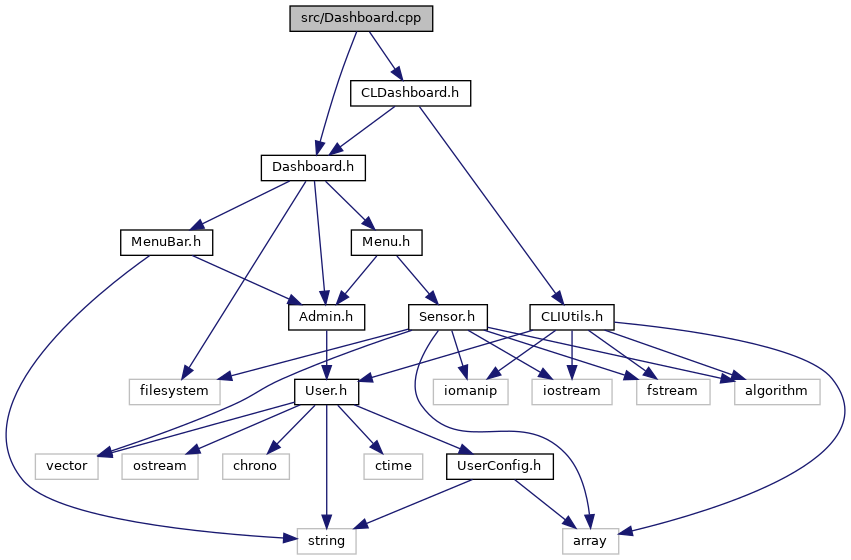 src/Dashboard.cpp
CLDashboard.h
Dashboard.h
MenuBar.h
Menu.h
Admin.h
Sensor.h
CLIUtils.h
filesystem
User.h
iomanip
iostream
fstream
algorithm
vector
ostream
chrono
ctime
UserConfig.h
string
array